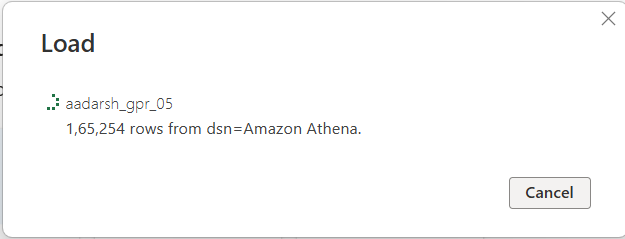 Load
aadarsh_gpr_05
1,65,254 rows from dsn=Amazon Athena.
Cancel